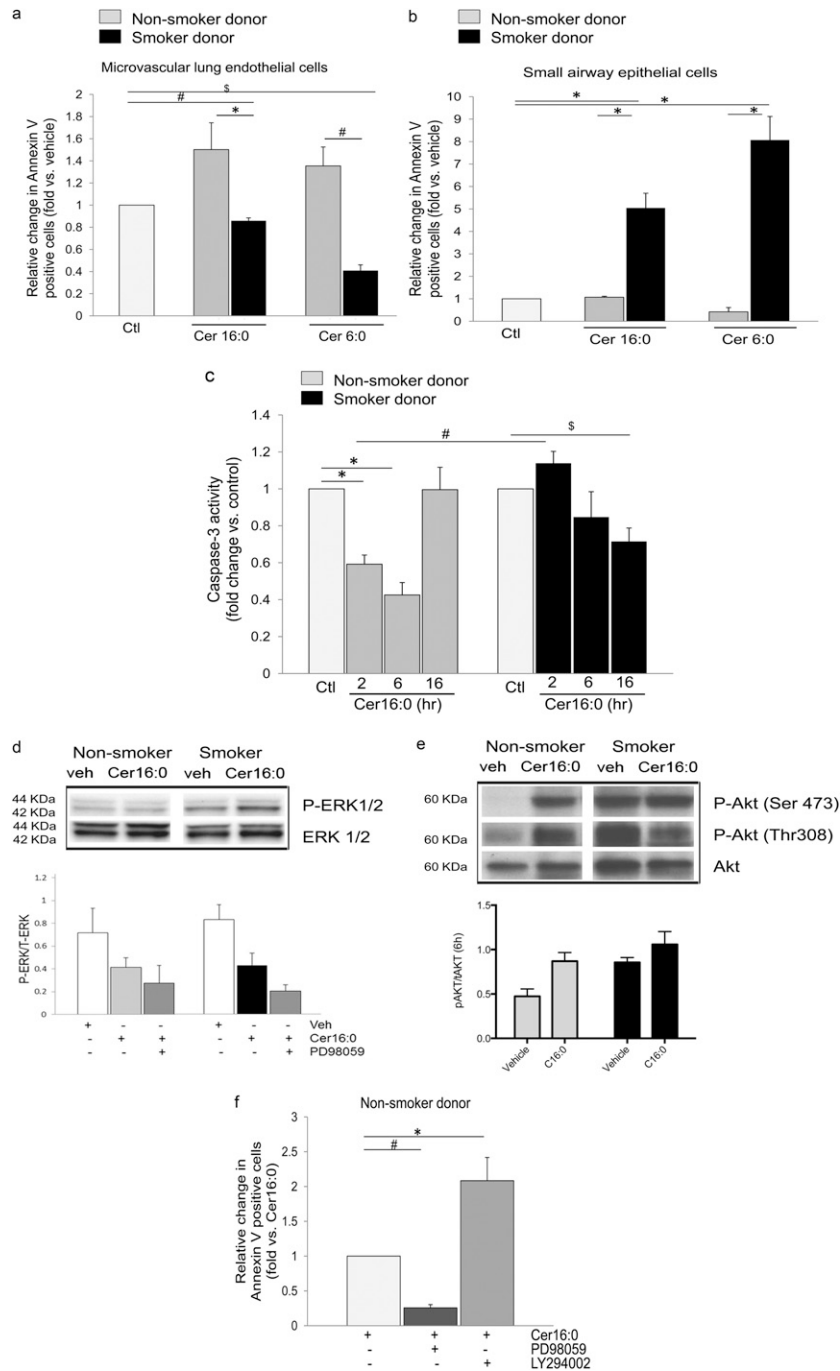 a
Non-smoker donor
Smoker donor
Microvascular lung endothelial cells
Relative change in Annexin V
positive cells (fold vs. vehicle)
2
1.8
1.6
1.4
1.2
1
0.8
0.6
0.4
0.2
0
$
#
*
#
Ctl
Cer 16:0
Cer 6:0
b
Non-smoker donor
Smoker donor
Small airway epithelial cells
Relative change in Annexin V
positive cells (fold vs. vehicle)
10
9
8
7
6
5
4
3
2
1
0
*
*
*
*
Ctl
Cer 16:0
Cer 6:0
c
Non-smoker donor
Smoker donor
Caspase-3 activity
(fold change vs. control)
1.4
1.2
1
0.8
0.6
0.4
0.2
0
#
$
*
*
Ctl
2
6
16
Cer16:0 (hr)
Ctl
2
6
16
Cer16:0 (hr)
d
Non-smoker
Smoker
veh Cer16:0
veh Cer16:0
44 KDa
42 KDa
P-ERK1/2
44 KDa
42 KDa
ERK 1/2
P-ERK/T-ERK
1.2
1
0.8
0.6
0.4
0.2
0
+ - - + - - Veh
- + + - + + Cer16:0
- - + - - + PD98059
e
Non-smoker
Smoker
veh Cer16:0
veh Cer16:0
60 KDa
P-Akt (Ser 473)
60 KDa
P-Akt (Thr308)
60 KDa
Akt
pAKT/tAKT (6h)
1.5
1.0
0.5
0.0
Vehicle
C16:0
Vehicle
C16:0
f
Non-smoker donor
Relative change in
Annexin V positive cells
(fold vs. Cer16:0)
3
2.5
2
1.5
1
0.5
0
*
#
+ + + Cer16:0
- + - PD98059
- - + LY294002